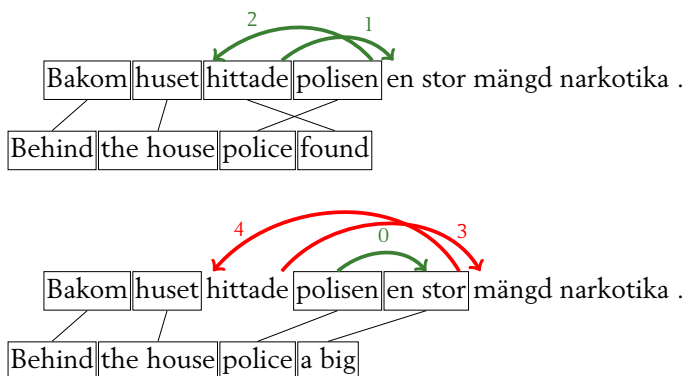 2 1
Bakom huset hittade polisen en stor mängd narkotika .
Behind the house police found
4 0 3
Bakom huset hittade polisen en stor mängd narkotika .
Behind the house police a big